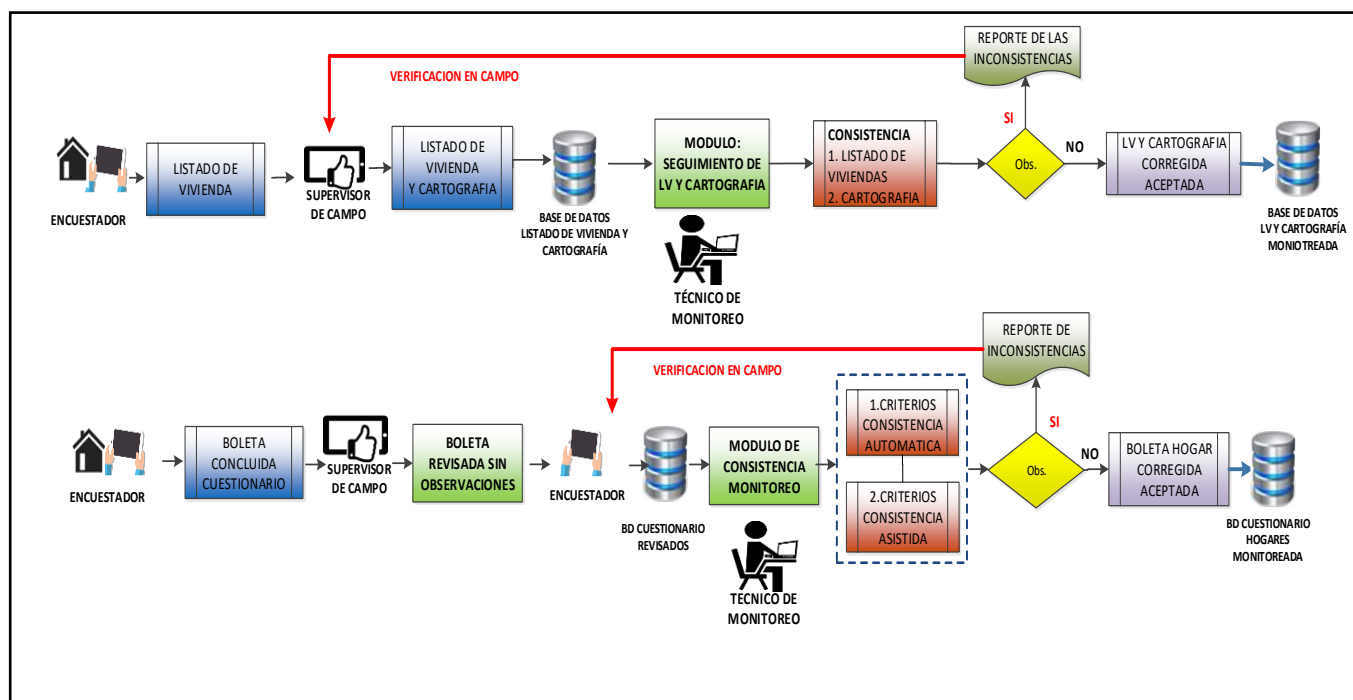 REPORTE DE LAS
INCONSISTENCIAS
VERIFICACION EN CAMPO
SI
ENCUESTADOR
LISTADO DE
VIVIENDA
SUPERVISOR
DE CAMPO
LISTADO DE
VIVIENDA
Y CARTOGRAFIA
BASE DE DATOS
LISTADO DE VIVIENDA Y
CARTOGRAFÍA
MODULO:
SEGUIMIENTO DE
LV Y CARTOGRAFIA
TÉCNICO DE
MONITOREO
CONSISTENCIA
1. LISTADO DE
VIVIENDAS
2. CARTOGRAFIA
Obs.
NO
LV Y CARTOGRAFIA
CORREGIDA
ACEPTADA
BASE DE DATOS
LV Y CARTOGRAFÍA
MONIOTREADA
REPORTE DE
INCONSISTENCIAS
VERIFICACION EN CAMPO
SI
ENCUESTADOR
BOLETA
CONCLUIDA
CUESTIONARIO
SUPERVISOR
DE CAMPO
BOLETA
REVISADA SIN
OBSERVACIONES
ENCUESTADOR
BD CUESTIONARIO
REVISADOS
MODULO DE
CONSISTENCIA
MONITOREO
TÉCNICO DE
MONITOREO
1.CRITERIOS
CONSISTENCIA
AUTOMATICA
2.CRITERIOS
CONSISTENCIA
ASISTIDA
Obs.
NO
BOLETA HOGAR
CORREGIDA
ACEPTADA
BD CUESTIONARIO
HOGARES
MONITOREADA